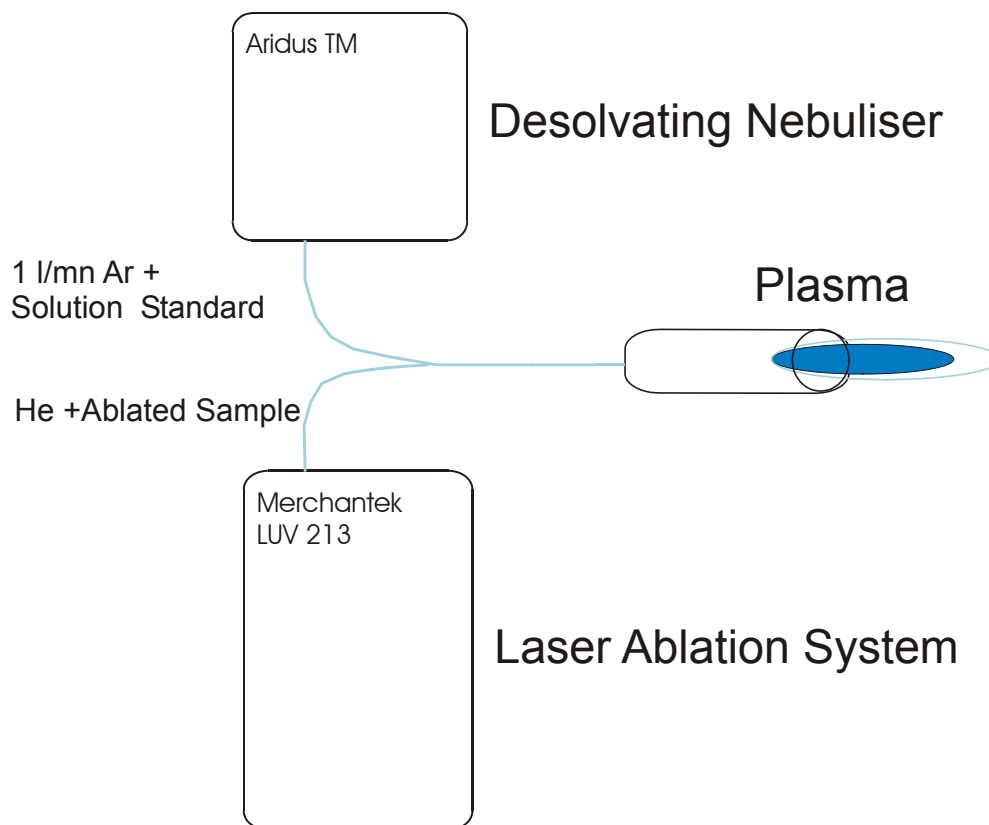 Aridus TM
Desolvating Nebuliser
1 l/mn Ar +
Solution Standard
Plasma
He +Ablated Sample
Merchantek
LUV 213
Laser Ablation System